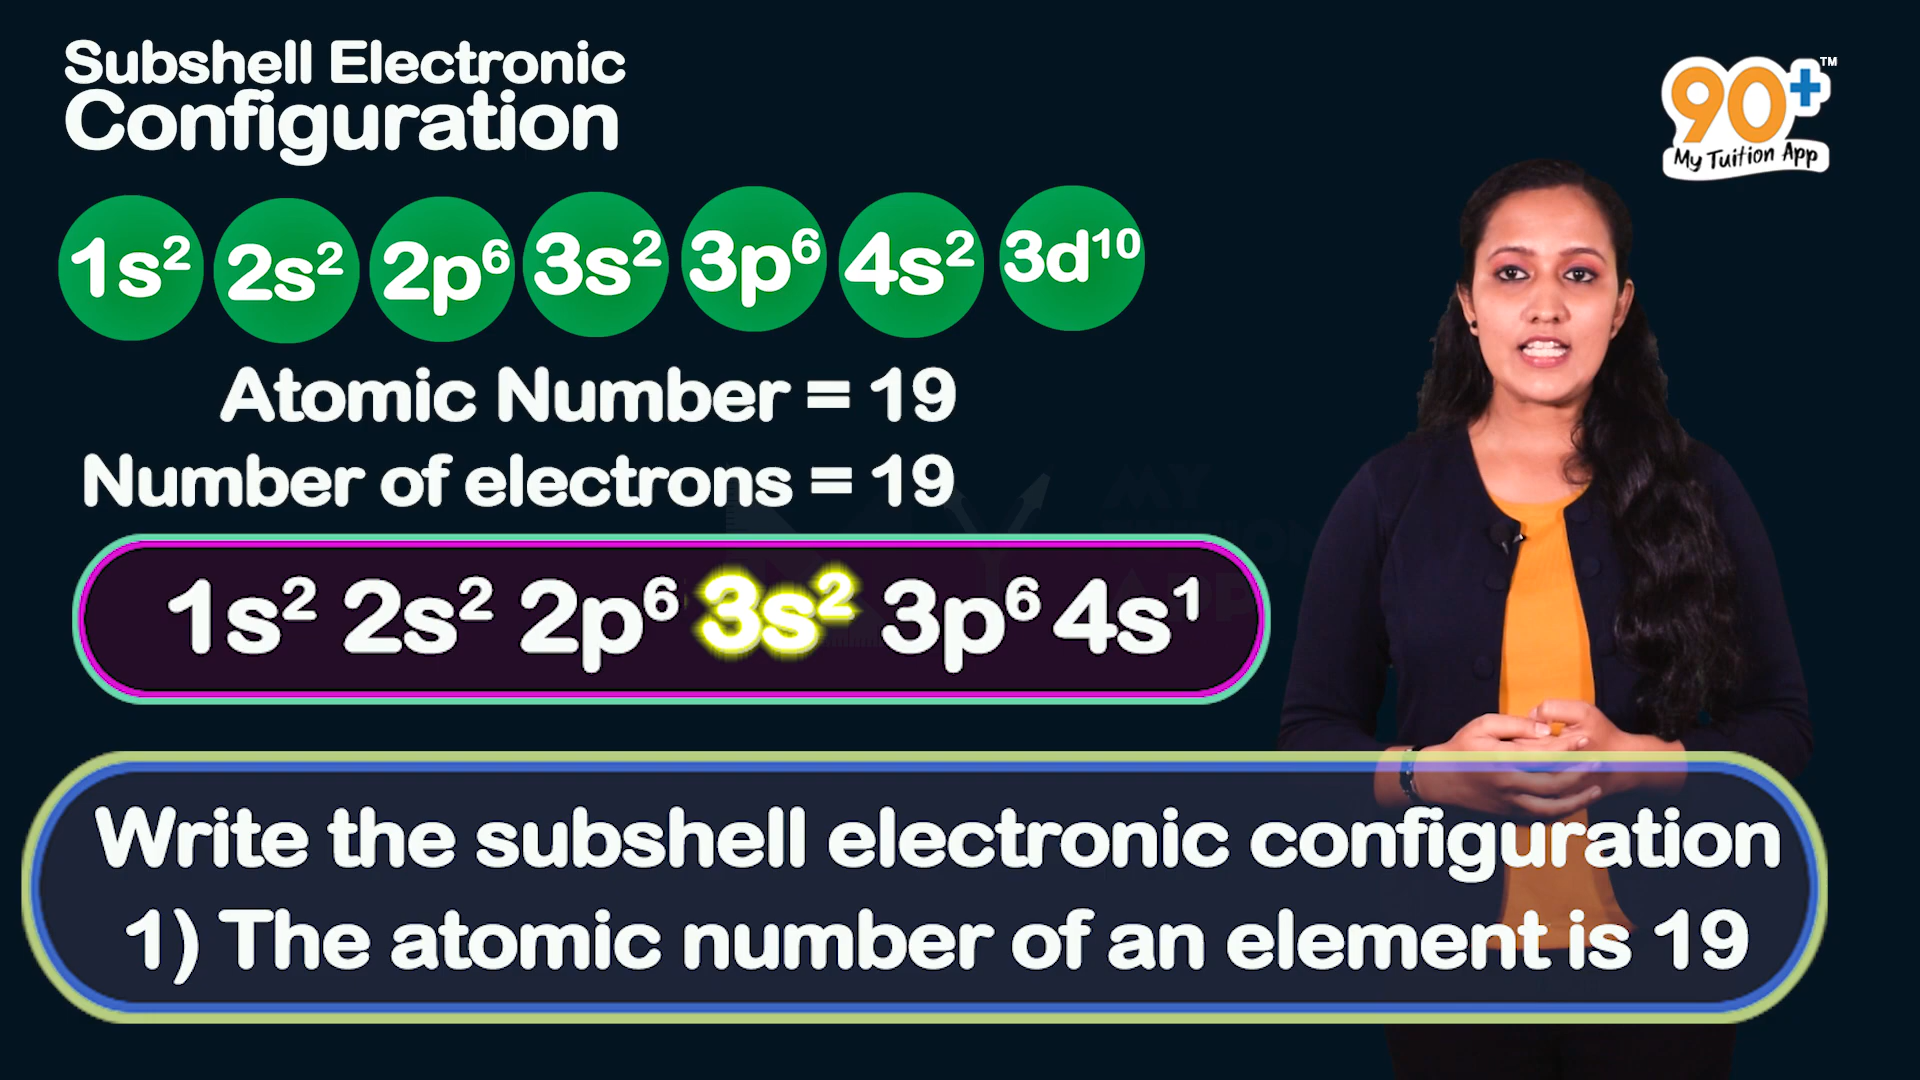 Subshell Electronic
Configuration
90+™
My Tuition App
1s² 2s² 2p⁶ 3s² 3p⁶ 4s² 3d¹⁰
Atomic Number = 19
Number of electrons = 19
1s² 2s² 2p⁶ 3s² 3p⁶ 4s¹
Write the subshell electronic configuration
1) The atomic number of an element is 19